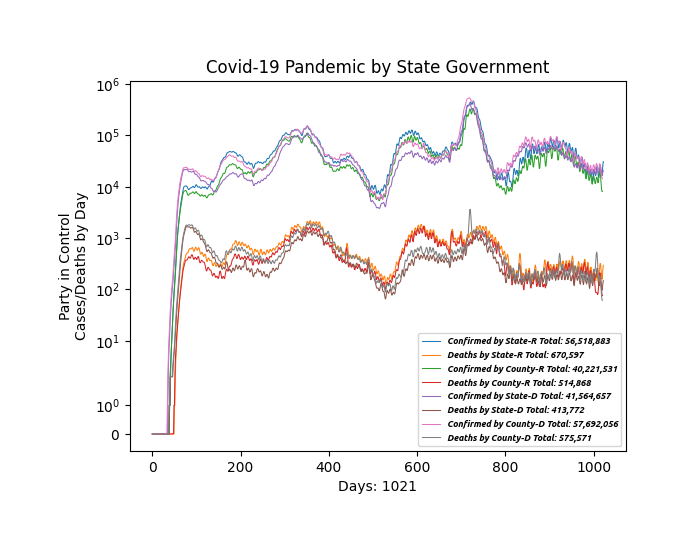 Covid-19 Pandemic by State Government
Party in Control
Cases/Deaths by Day
10^6
10^5
10^4
10^3
10^2
10^1
10^0
0
Confirmed by State-R Total: 56,518,883
Deaths by State-R Total: 670,597
Confirmed by County-R Total: 40,221,531
Deaths by County-R Total: 514,868
Confirmed by State-D Total: 41,564,657
Deaths by State-D Total: 413,772
Confirmed by County-D Total: 57,692,056
Deaths by County-D Total: 575,571
0 200 400 600 800 1000
Days: 1021